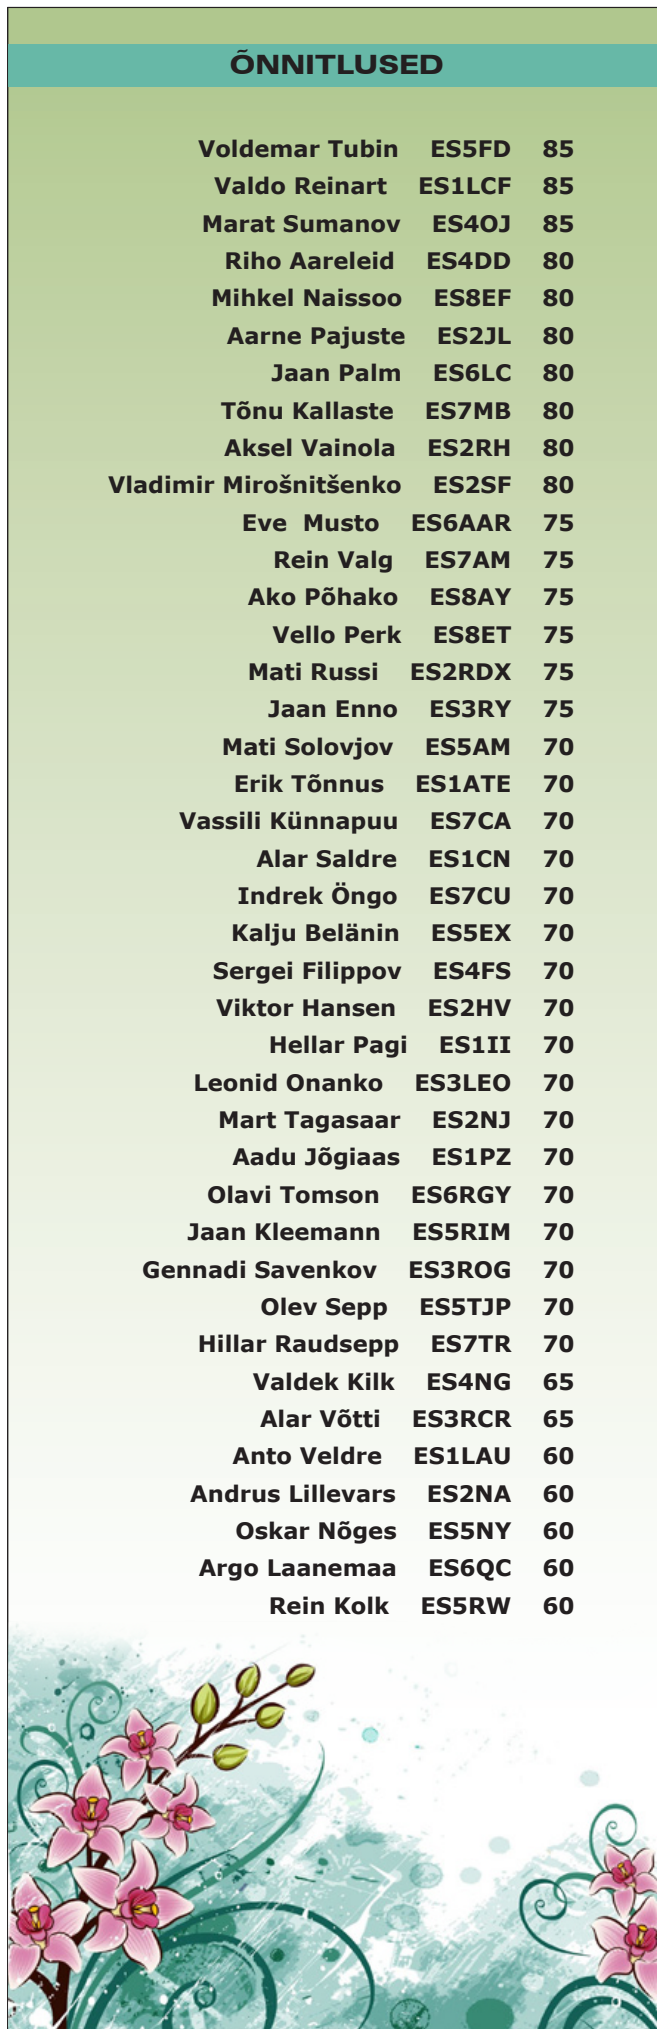 ÕNNITLUSED
Voldemar Tubin ES5FD 85
Valdo Reinart ES1LCF 85
Marat Sumanov ES4OJ 85
Riho Aareleid ES4DD 80
Mihkel Naissoo ES8EF 80
Aarne Pajuste ES2JL 80
Jaan Palm ES6LC 80
Tõnu Kallaste ES7MB 80
Aksel Vainola ES2RH 80
Vladimir Mirošnitšenko ES2SF 80
Eve Musto ES6AAR 75
Rein Valg ES7AM 75
Ako Põhako ES8AY 75
Vello Perk ES8ET 75
Mati Russi ES2RDX 75
Jaan Enno ES3RY 75
Mati Solovjov ES5AM 70
Erik Tõnnus ES1ATE 70
Vassili Künnapuu ES7CA 70
Alar Saldre ES1CN 70
Indrek Öngo ES7CU 70
Kalju Belänin ES5EX 70
Sergei Filippov ES4FS 70
Viktor Hansen ES2HV 70
Hellar Pagi ES1II 70
Leonid Onanko ES3LEO 70
Mart Tagasaar ES2NJ 70
Aadu Jõgiaas ES1PZ 70
Olavi Tomson ES6RGY 70
Jaan Kleemann ES5RIM 70
Gennadi Savenkov ES3ROG 70
Olev Sepp ES5TJP 70
Hillar Raudsepp ES7TR 70
Valdek Kilk ES4NG 65
Alar Võtti ES3RCR 65
Anto Veldre ES1LAU 60
Andrus Lillevars ES2NA 60
Oskar Nõges ES5NY 60
Argo Laanemaa ES6QC 60
Rein Kolk ES5RW 60